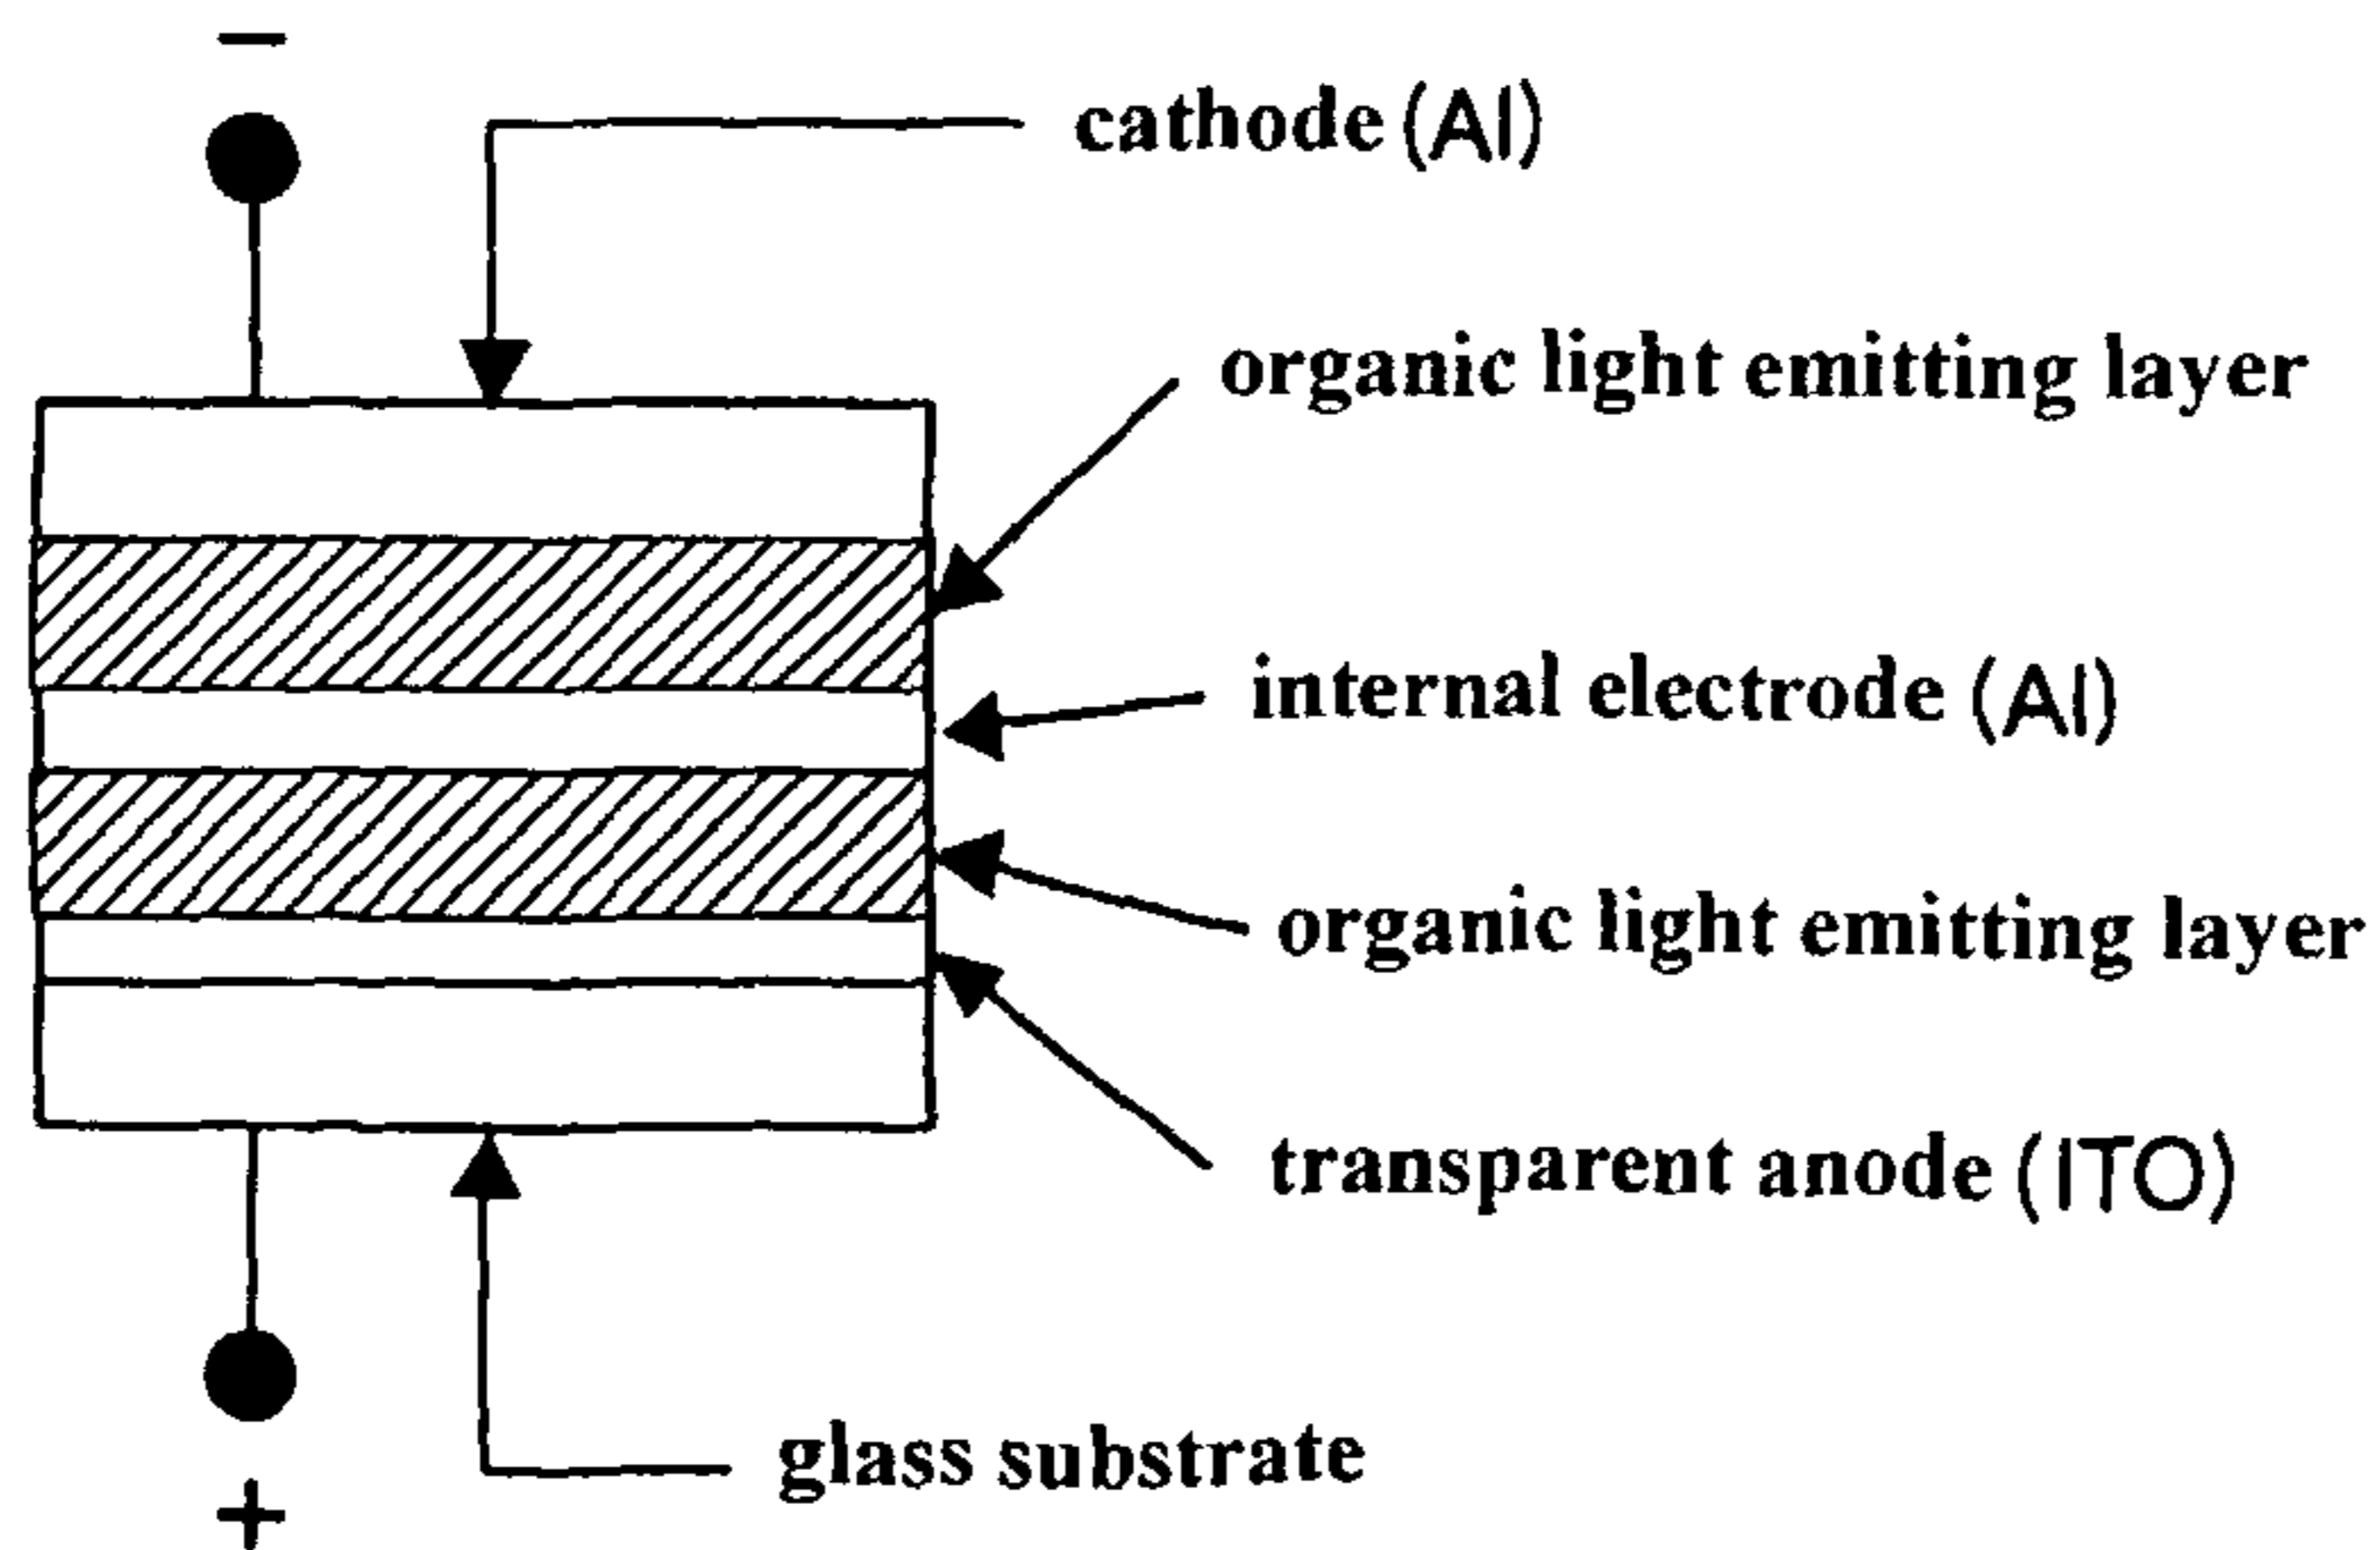 −
cathode (Al)
organic light emitting layer
internal electrode (Al)
organic light emitting layer
transparent anode (ITO)
glass substrate
+